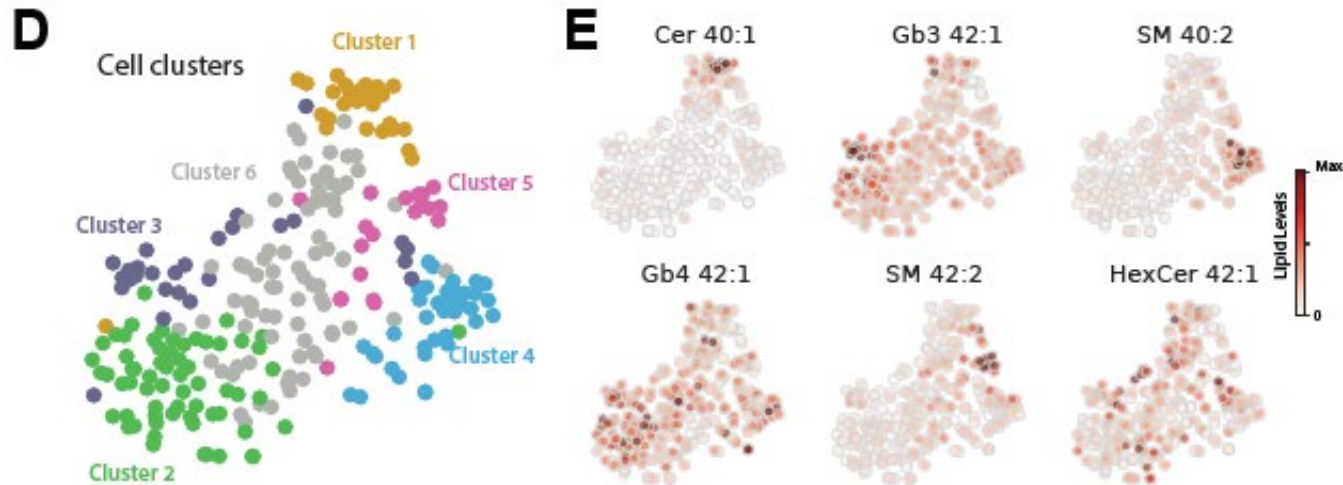 D
Cell clusters
Cluster 1
Cluster 6
Cluster 5
Cluster 3
Cluster 4
Cluster 2
E
Cer 40:1
Gb3 42:1
SM 40:2
Gb4 42:1
SM 42:2
HexCer 42:1
Max
Lipid Levels
0